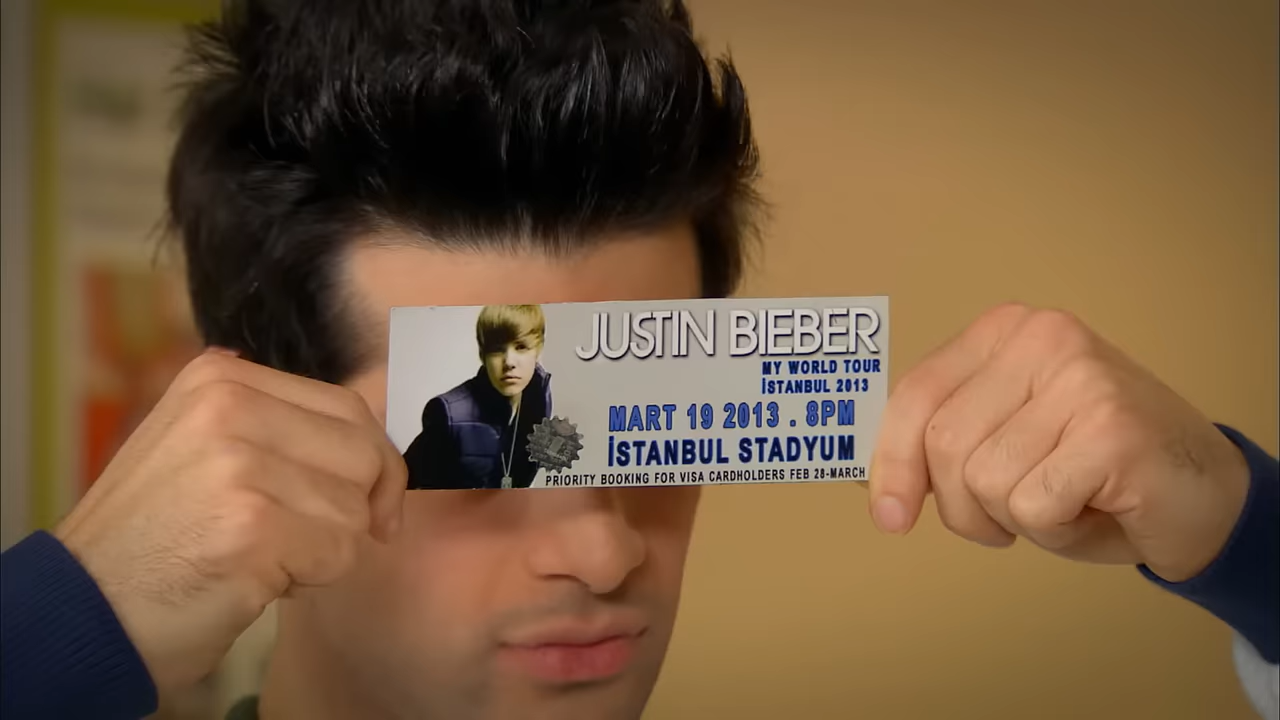 JUSTIN BIEBER
MY WORLD TOUR
İSTANBUL 2013
MART 19 2013 . 8PM
İSTANBUL STADYUM
PRIORITY BOOKING FOR VISA CARDHOLDERS FEB 28-MARCH